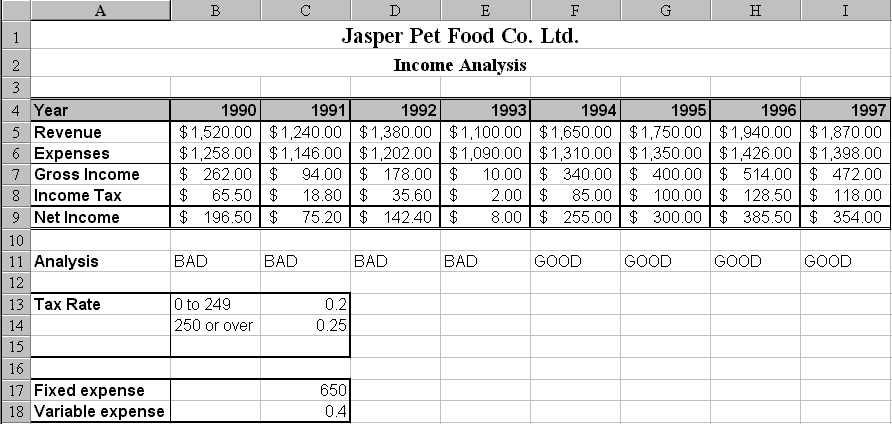 A B C D E F G H I
1 Jasper Pet Food Co. Ltd.
2 Income Analysis
3
4 Year 1990 1991 1992 1993 1994 1995 1996 1997
5 Revenue $1,520.00 $1,240.00 $1,380.00 $1,100.00 $1,650.00 $1,750.00 $1,940.00 $1,870.00
6 Expenses $1,258.00 $1,146.00 $1,202.00 $1,090.00 $1,310.00 $1,350.00 $1,426.00 $1,398.00
7 Gross Income $ 262.00 $ 94.00 $ 178.00 $ 10.00 $ 340.00 $ 400.00 $ 514.00 $ 472.00
8 Income Tax $ 65.50 $ 18.80 $ 35.60 $ 2.00 $ 85.00 $ 100.00 $ 128.50 $ 118.00
9 Net Income $ 196.50 $ 75.20 $ 142.40 $ 8.00 $ 255.00 $ 300.00 $ 385.50 $ 354.00
10
11 Analysis BAD BAD BAD BAD GOOD GOOD GOOD GOOD
12
13 Tax Rate 0 to 249 0.2
14 250 or over 0.25
15
16
17 Fixed expense 650
18 Variable expense 0.4